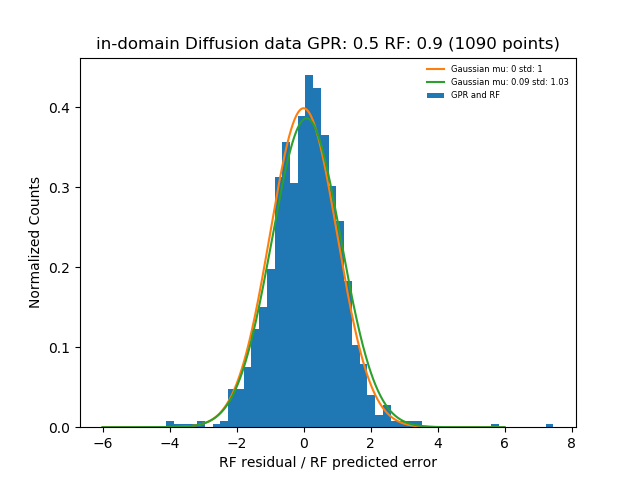 in-domain Diffusion data GPR: 0.5 RF: 0.9 (1090 points)
Gaussian mu: 0 std: 1
Gaussian mu: 0.09 std: 1.03
GPR and RF
Normalized Counts
0.4
0.3
0.2
0.1
0.0
−6 −4 −2 0 2 4 6 8
RF residual / RF predicted error